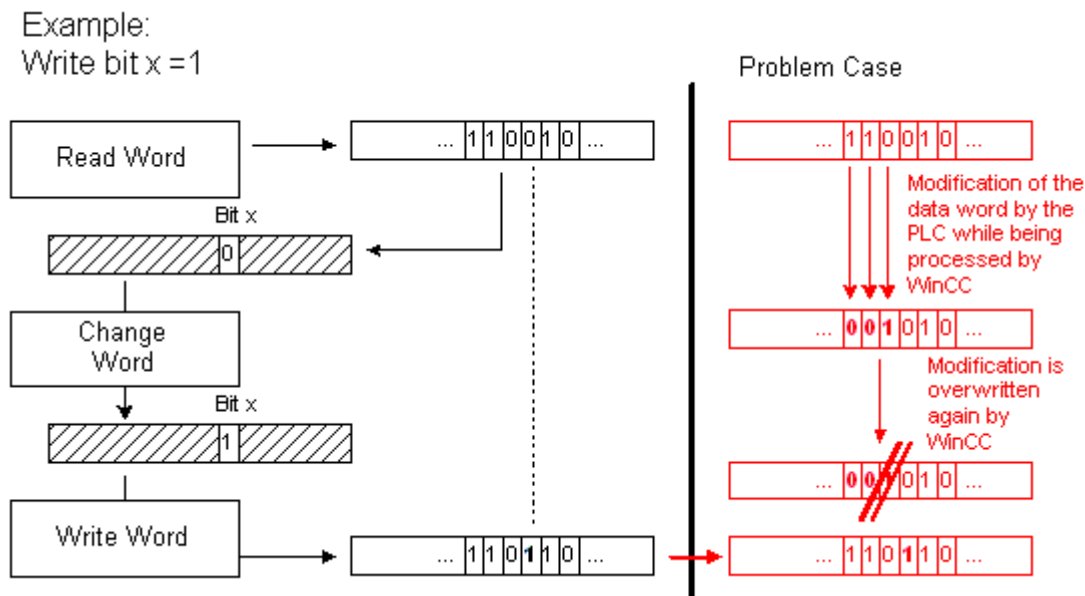 Example:
Write bit x =1
Problem Case
Read Word
... 1 1 0 0 1 0 ...
... 1 1 0 0 1 0 ...
Modification of the
data word by the
PLC while being
processed by
WinCC
Bit x
0
Change
Word
... 0 0 1 0 1 0 ...
Modification is
overwritten
again by
WinCC
Bit x
1
... 0 0 1 0 1 0 ...
Write Word
... 1 1 0 1 1 0 ...
... 1 1 0 1 1 0 ...